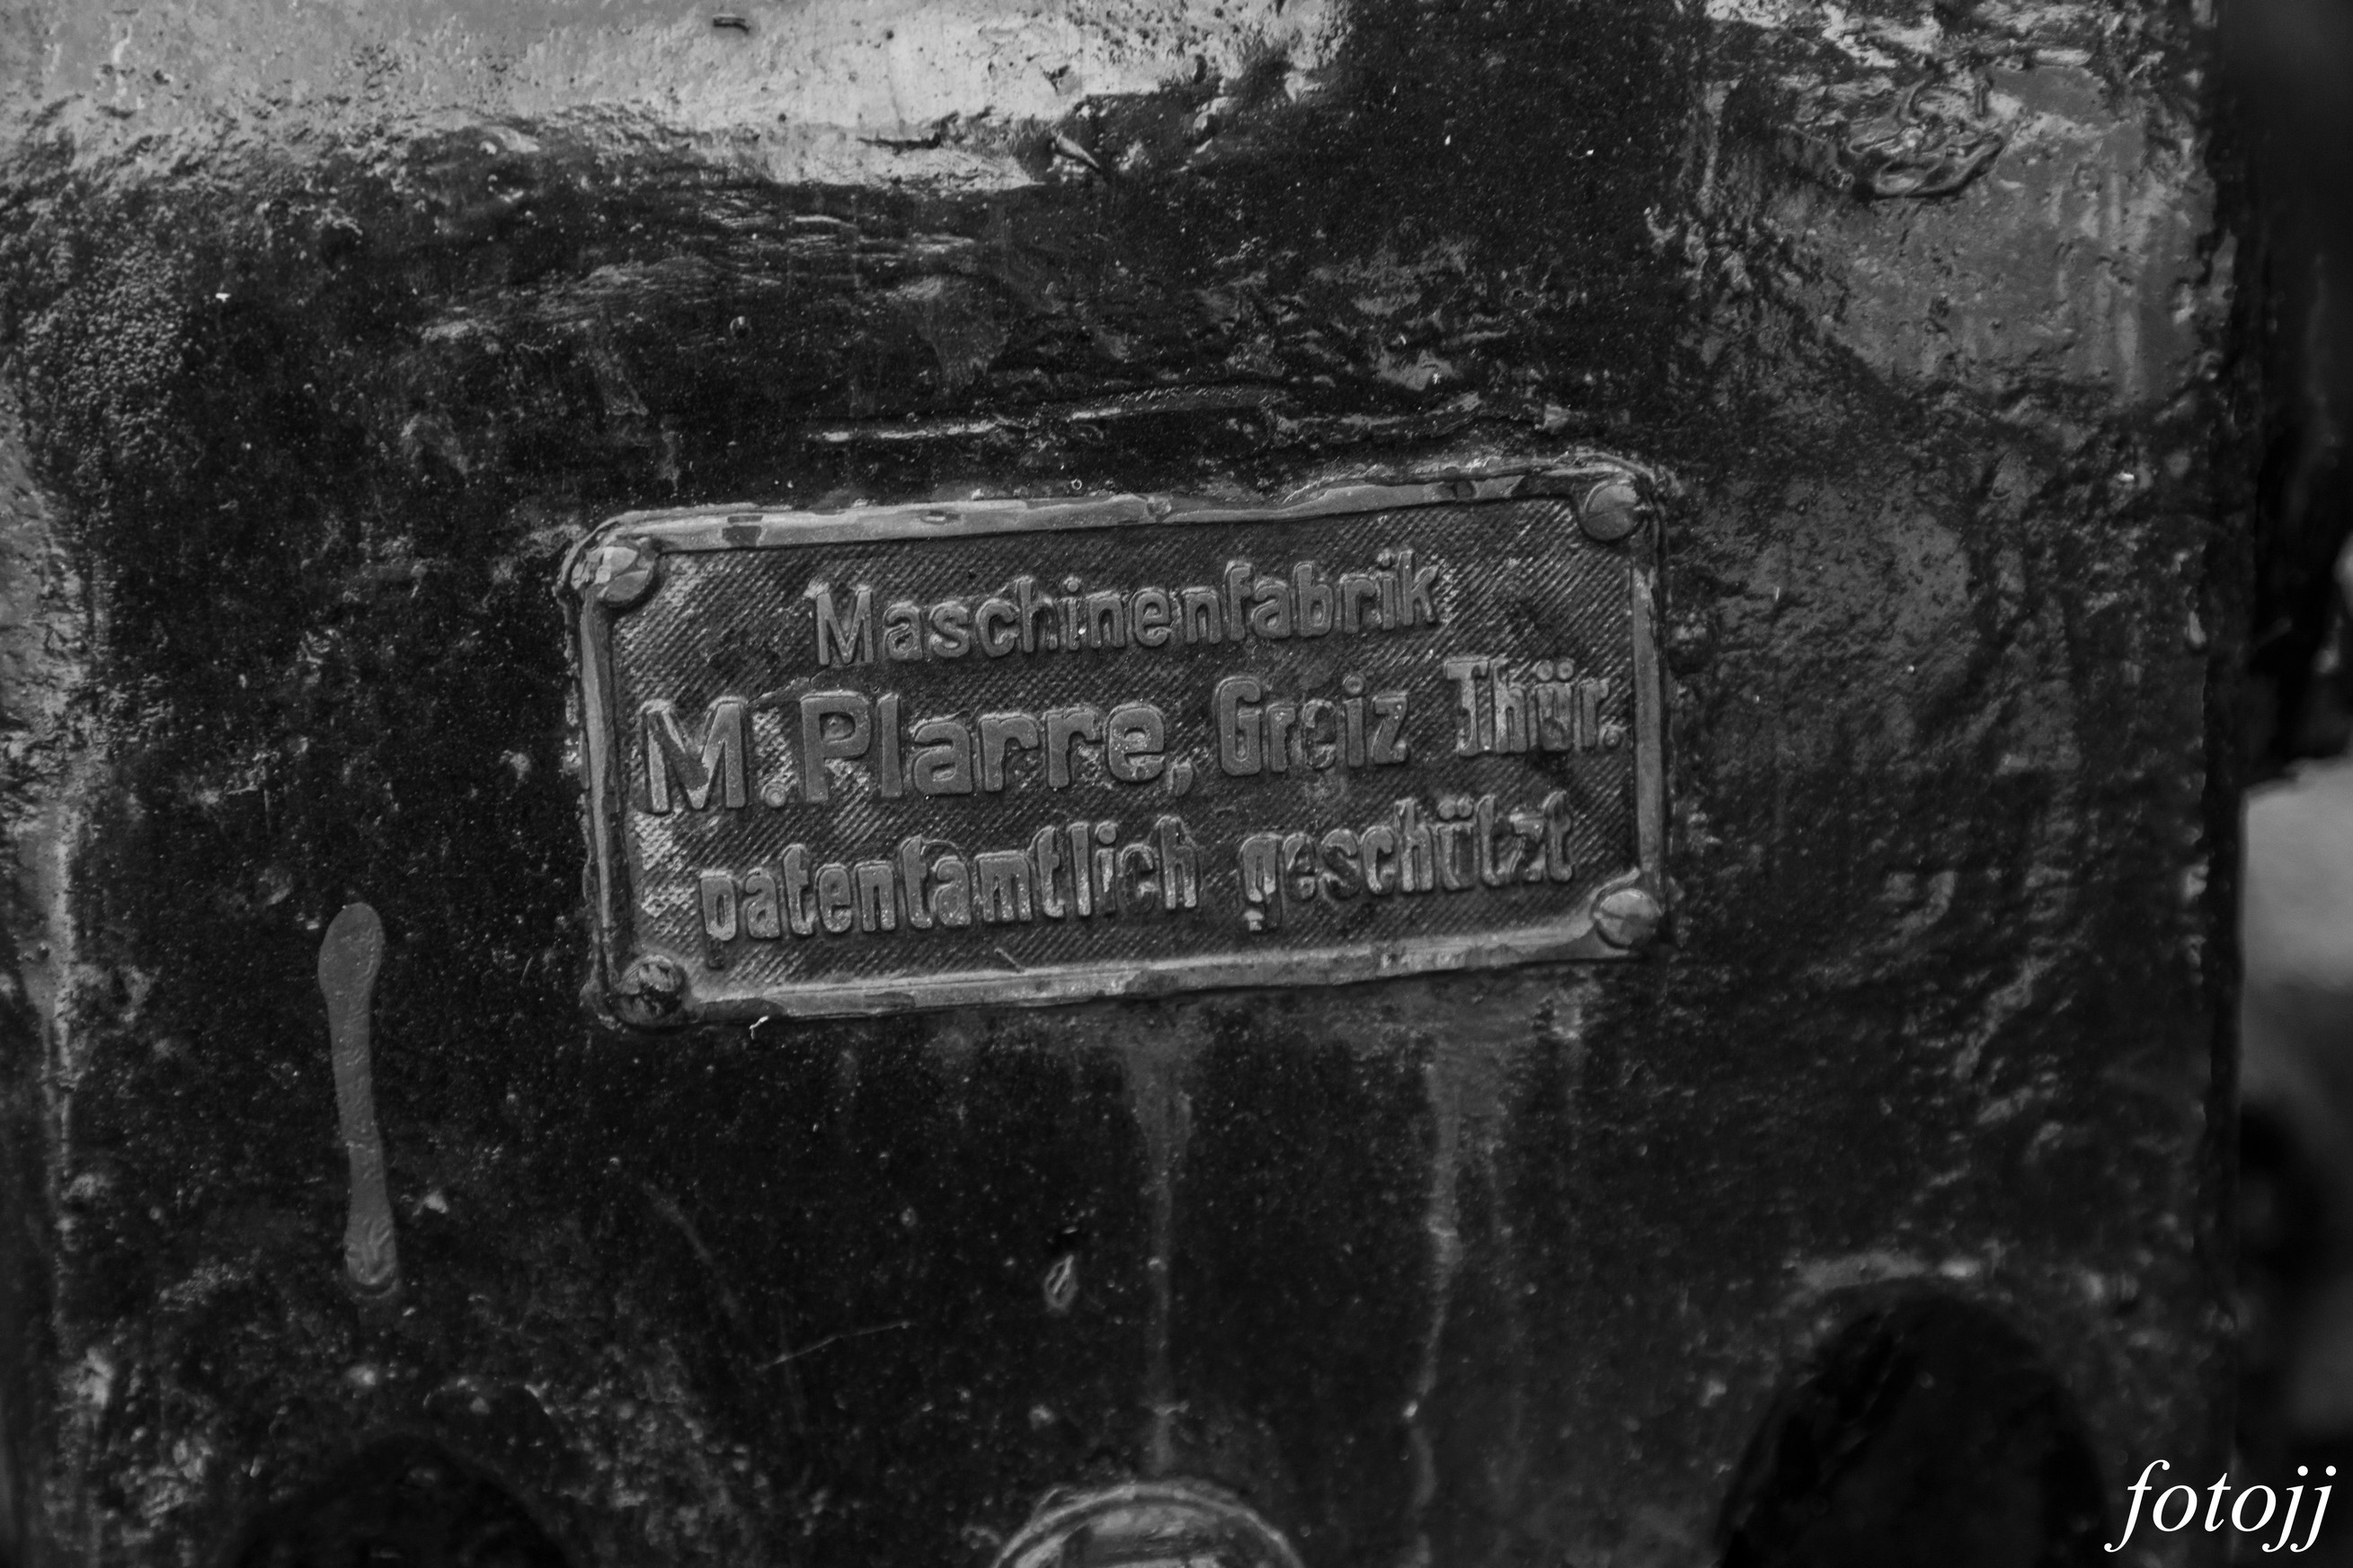 Maschinenfabrik
M. Plarre, Greiz Thür.
patentamtlich geschützt
fotojj